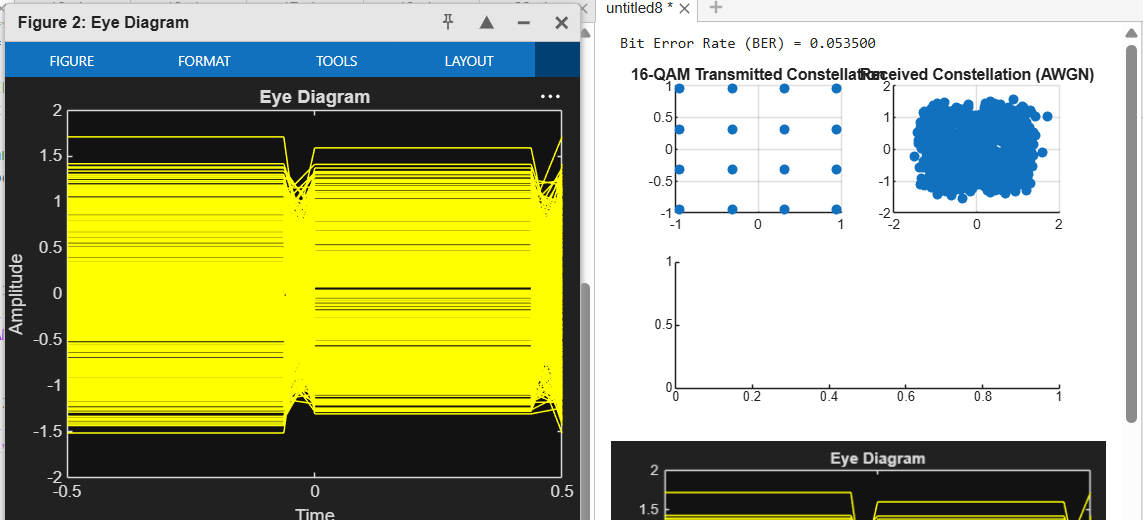 Figure 2: Eye Diagram
FIGURE FORMAT TOOLS LAYOUT
Eye Diagram
2
1.5
1
0.5
0
-0.5
-1
-1.5
-2
Amplitude
-0.5 0 0.5
Time
untitled8 *
Bit Error Rate (BER) = 0.053500
16-QAM Transmitted Constellation
1
0.5
0
-0.5
-1
-1 0 1
Received Constellation (AWGN)
2
1
0
-1
-2
-2 0 2
1
0.5
0
0 0.2 0.4 0.6 0.8 1
Eye Diagram
2
1.5